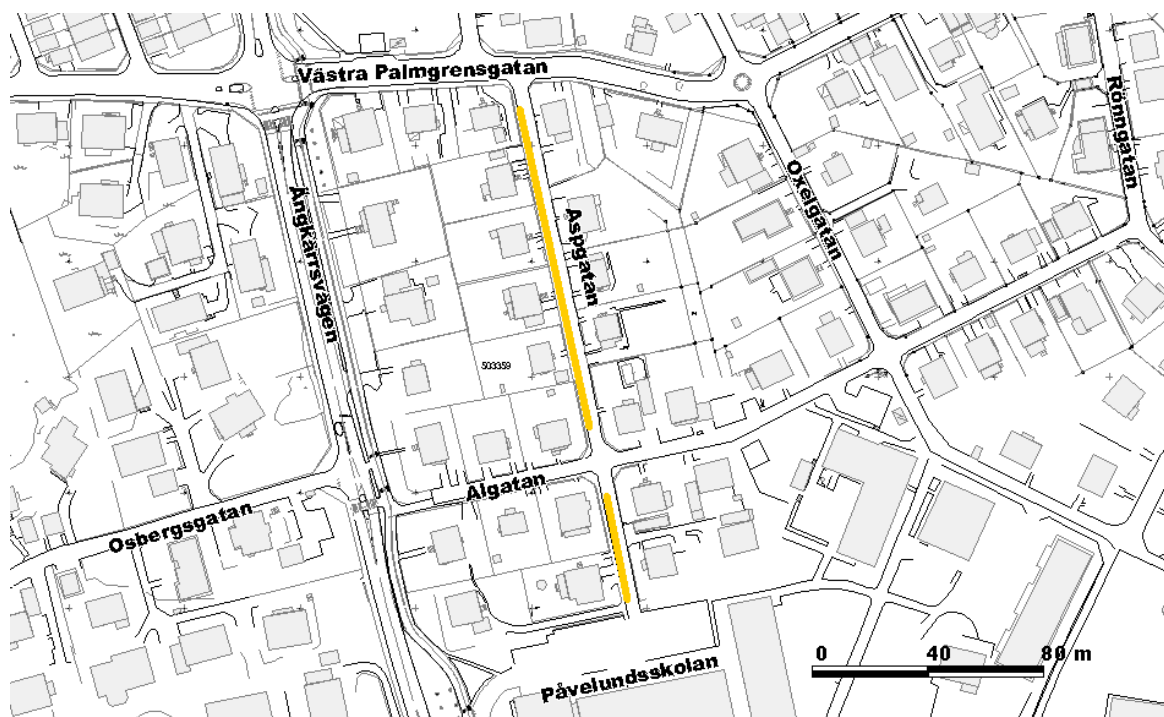 Västra Palmgrensgatan
Rönngatan
Oxelgatan
Ängkärrsvägen
Aspgatan
503359
Algatan
Osbergsgatan
0 40 80 m
Påvelundsskolan